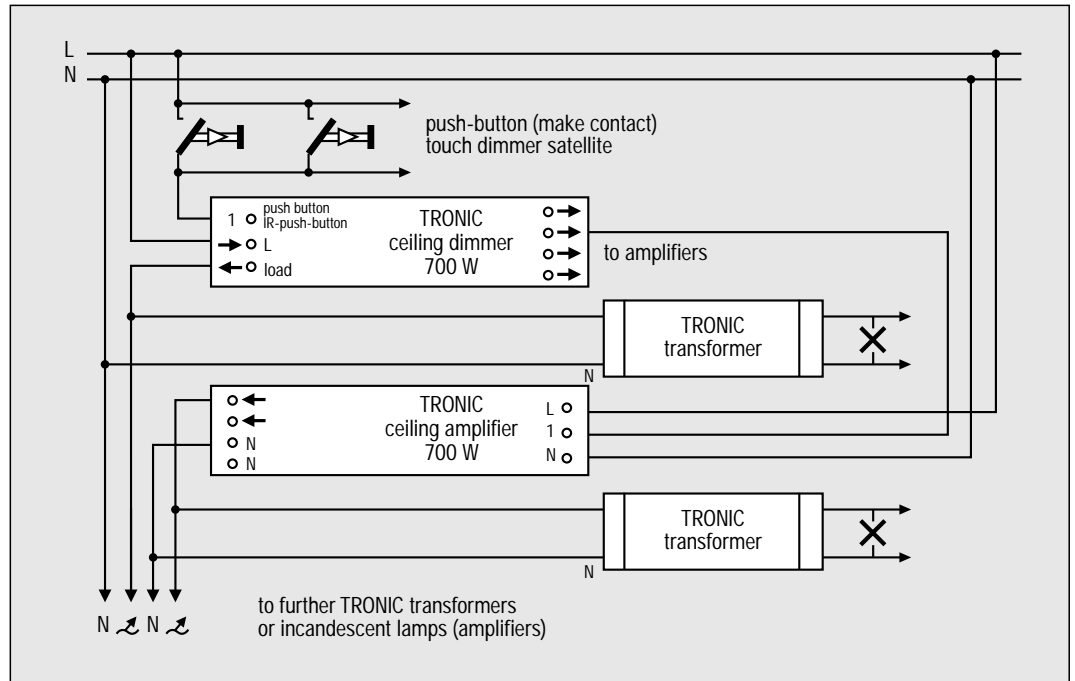 L
N
push-button (make contact)
touch dimmer satellite
1
push button
IR-push-button
L
load
TRONIC
ceiling dimmer
700 W
to amplifiers
TRONIC
transformer
N
N
N
TRONIC
ceiling amplifier
700 W
L
1
N
TRONIC
transformer
N
to further TRONIC transformers
or incandescent lamps (amplifiers)
N N